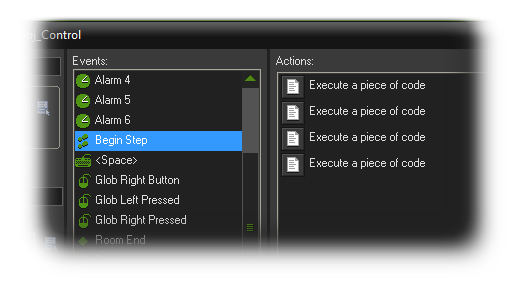 _Control
Events:
Alarm 4
Alarm 5
Alarm 6
Begin Step
<Space>
Glob Right Button
Glob Left Pressed
Glob Right Pressed
Room End
Actions:
Execute a piece of code
Execute a piece of code
Execute a piece of code
Execute a piece of code